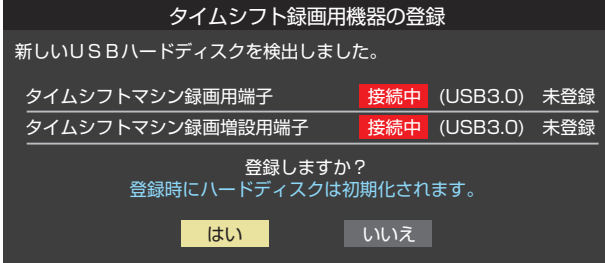 タイムシフト録画用機器の登録
新しいUSBハードディスクを検出しました。
タイムシフトマシン録画用端子 接続中 (USB3.0) 未登録
タイムシフトマシン録画増設用端子 接続中 (USB3.0) 未登録
登録しますか?
登録時にハードディスクは初期化されます。
はい いいえ